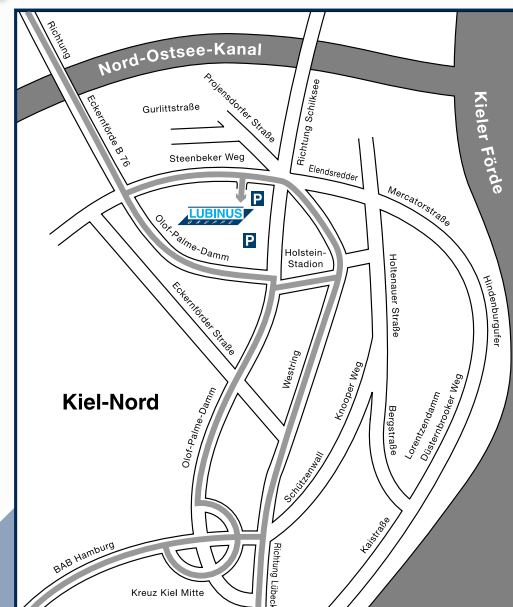 Richtung
Nord-Ostsee-Kanal
Eckernförde B 76
Gurlittstraße
Projensdorfer Straße
Richtung Schilksee
Kieler Förde
Steenbeker Weg
Elendsredder
Mercatorstraße
P
LUBINUS
GRUPPE
P
Olof-Palme-Damm
Holstein-
Stadion
Holtenauer Straße
Hindenburgufer
Eckernförder Straße
Westring
Knooper Weg
Kiel-Nord
Olof-Palme-Damm
Bergstraße
Lorentzendamm
Düsternbrooker Weg
Schützenwall
Kaistraße
BAB Hamburg
Richtung Lübeck
Kreuz Kiel Mitte